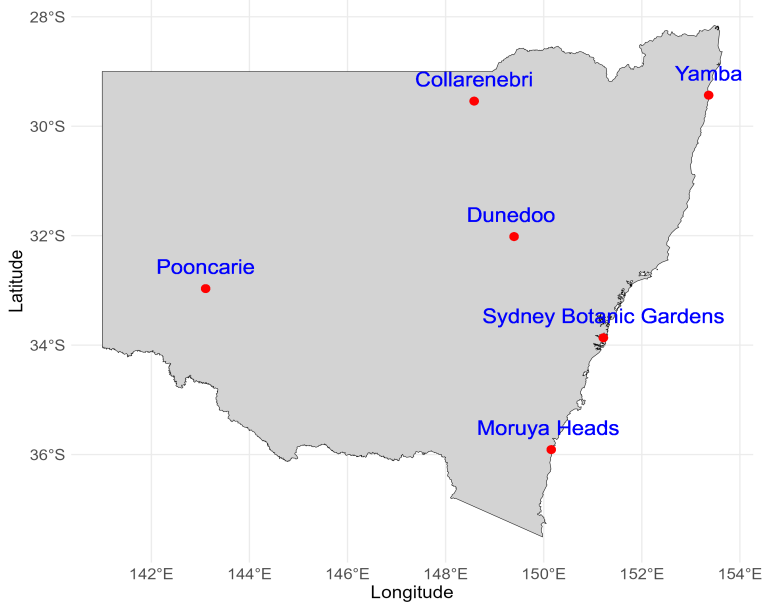 28°S
Yamba
Collarenebri
30°S
Dunedoo
32°S
Pooncarie
Sydney Botanic Gardens
34°S
Moruya Heads
36°S
Latitude
142°E 144°E 146°E 148°E 150°E 152°E 154°E
Longitude